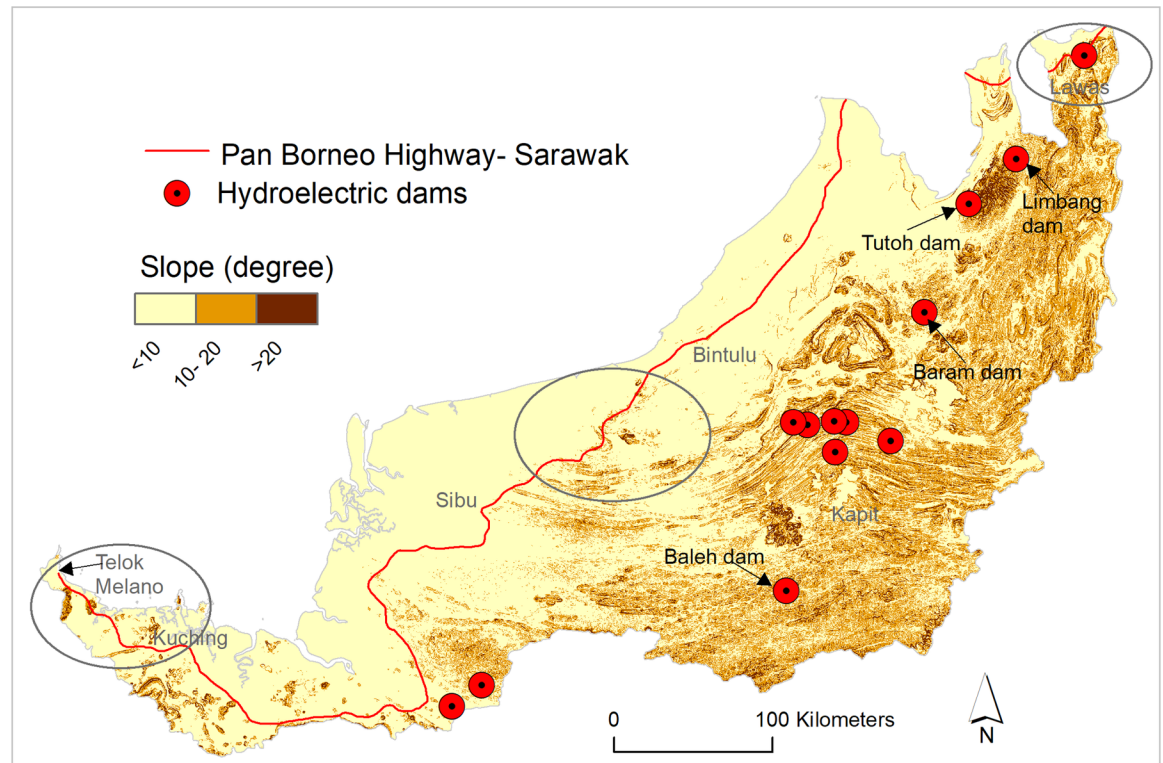 Lawas
Pan Borneo Highway- Sarawak
Hydroelectric dams
Limbang
dam
Tutoh dam
Slope (degree)
<10
10- 20
>20
Bintulu
Baram dam
Sibu
Kapit
Baleh dam
Telok
Melano
Kuching
0
100 Kilometers
N